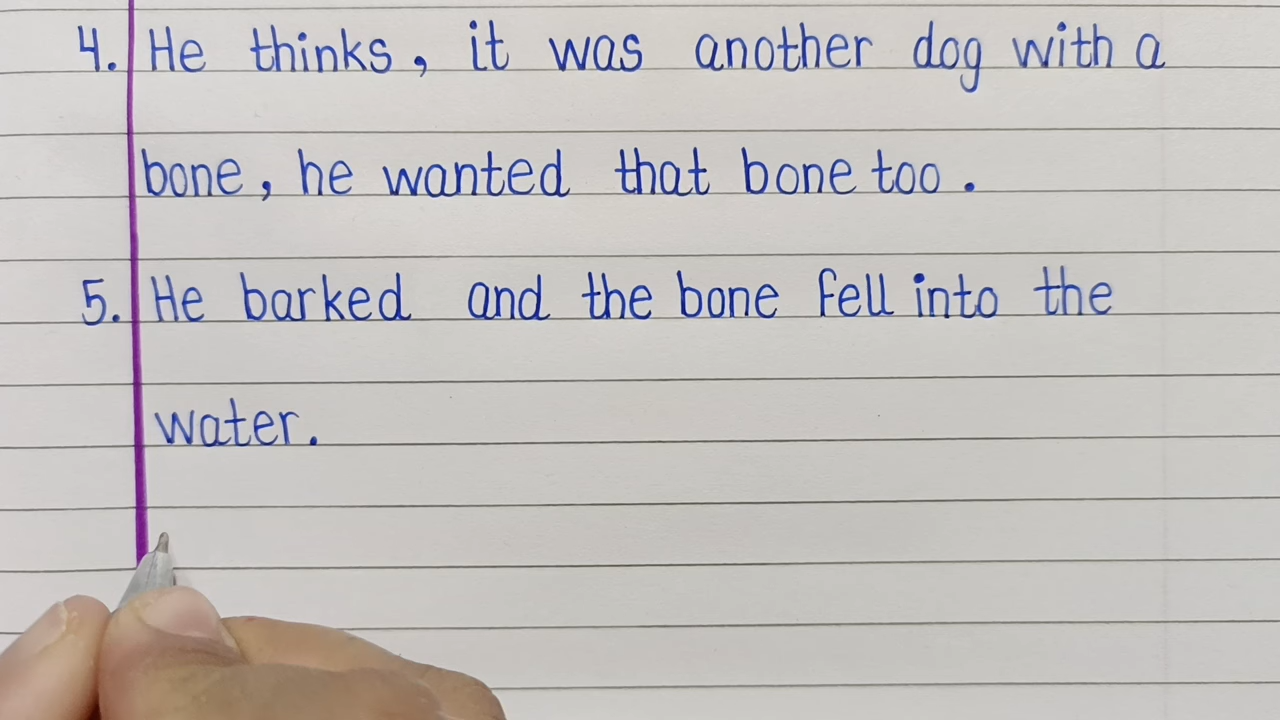 4. He thinks, it was another dog with a
bone, he wanted that bone too.
5. He barked and the bone fell into the
water.